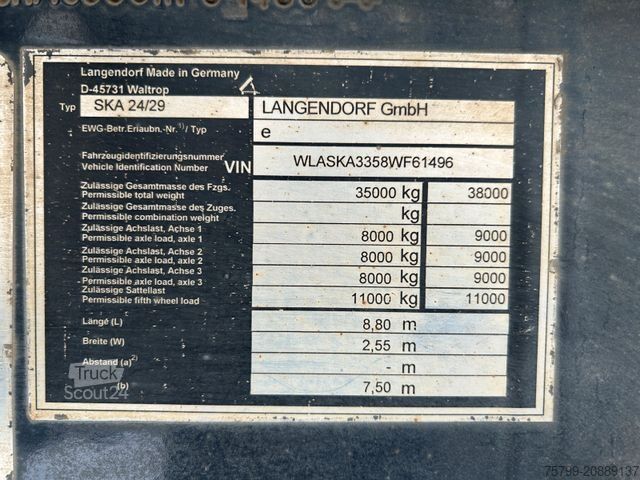 Langendorf Made in Germany
D-45731 Waltrop
Typ SKA 24/29 LANGENDORF GmbH
EWG-Betr.Erlaubn.-Nr.¹⁾/ Typ e
Fahrzeugidentifizierungsnummer
Vehicle Identification Number VIN WLASKA3358WF61496
Zulässige Gesamtmasse des Fzgs.
Permissible total weight 35000 kg 38000
Zulässige Gesamtmasse des Zuges.
Permissible combination weight kg
Zulässige Achslast, Achse 1
Permissible axle load, axle 1 8000 kg 9000
Zulässige Achslast, Achse 2
Permissible axle load, axle 2 8000 kg 9000
Zulässige Achslast, Achse 3
Permissible axle load, axle 3 8000 kg 9000
Zulässige Sattellast
Permissible fifth wheel load 11000 kg 11000
Länge (L) 8,80 m
Breite (W) 2,55 m
Abstand (a)²⁾ - m
(b) 7,50 m
Truck
Scout24
75799-20889137